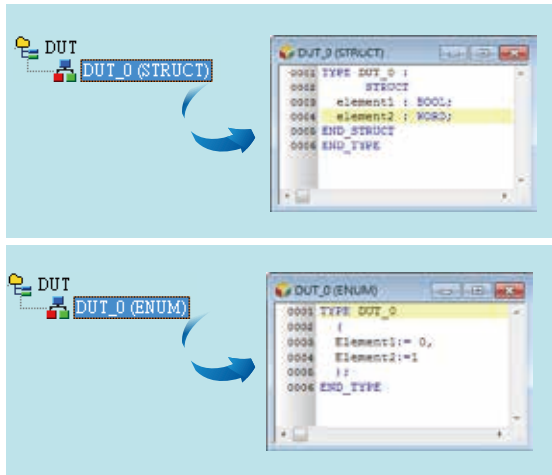 DUT
DUT_0 (STRUCT)
DUT_0 (STRUCT)
0001 TYPE DUT_0 :
0002 STRUCT
0003 element1 : BOOL;
0004 element2 : WORD;
0005 END_STRUCT
0006 END_TYPE
DUT
DUT_0 (ENUM)
DUT_0 (ENUM)
0001 TYPE DUT_0
0002 (
0003 Element1:= 0,
0004 Element2:=1
0005 );
0006 END_TYPE